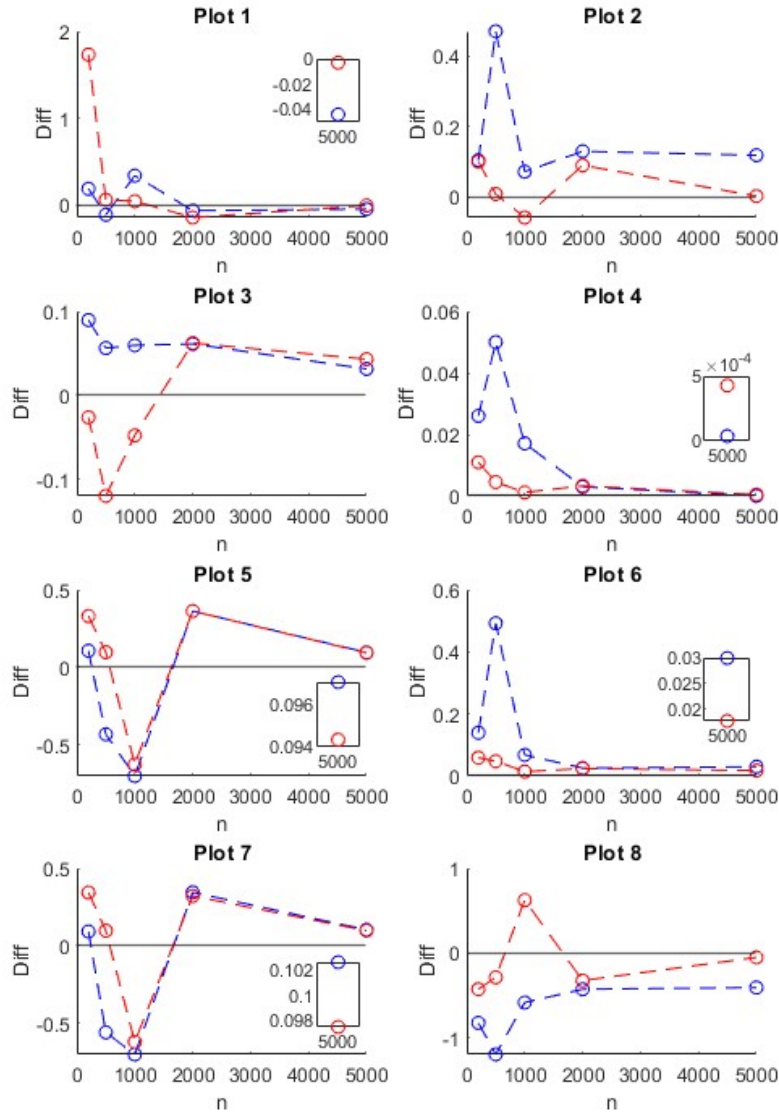 Plot 1
2
1
0
Diff
0
-0.02
-0.04
5000
0 1000 2000 3000 4000 5000
n
Plot 2
0.4
0.2
0
Diff
0 1000 2000 3000 4000 5000
n
Plot 3
0.1
0
-0.1
Diff
0 1000 2000 3000 4000 5000
n
Plot 4
0.06
0.04
0.02
0
Diff
5 ×10⁻⁴
0
5000
0 1000 2000 3000 4000 5000
n
Plot 5
0.5
0
-0.5
Diff
0.096
0.094
5000
0 1000 2000 3000 4000 5000
n
Plot 6
0.6
0.4
0.2
0
Diff
0.03
0.025
0.02
5000
0 1000 2000 3000 4000 5000
n
Plot 7
0.5
0
-0.5
Diff
0.102
0.1
0.098
5000
0 1000 2000 3000 4000 5000
n
Plot 8
1
0
-1
Diff
0 1000 2000 3000 4000 5000
n